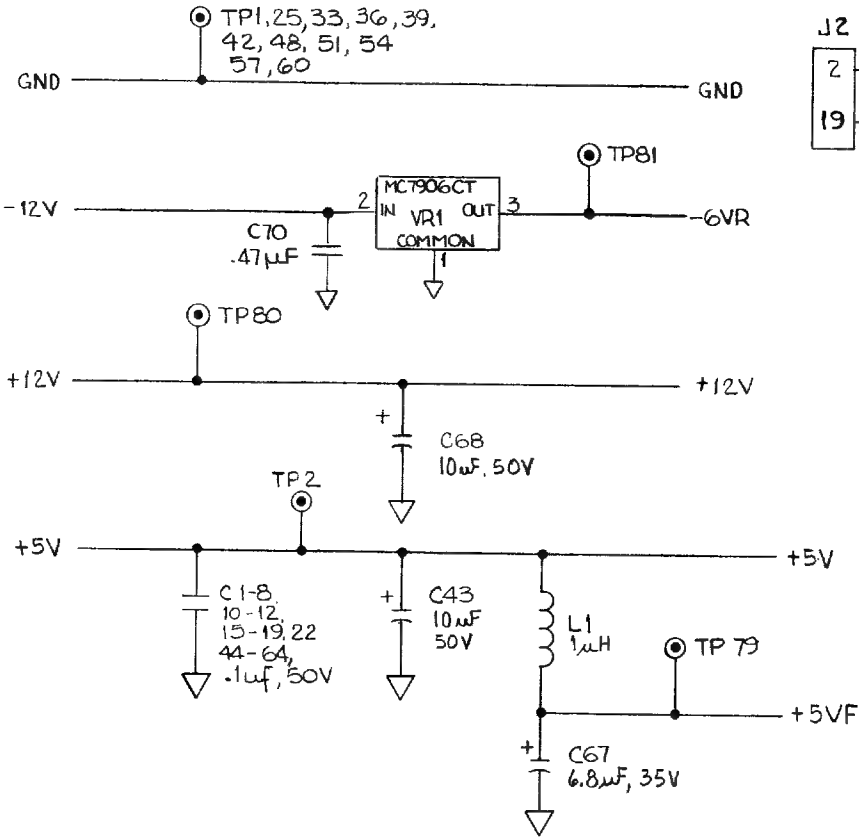 TP1, 25, 33, 36, 39,
42, 48, 51, 54
57, 60
GND
GND
J2
2
19
-12V
C70
.47µF
2
MC7906CT
IN
VR1
OUT
COMMON
3
1
TP81
-6VR
TP80
+12V
+12V
+
C68
10uF, 50V
TP2
+5V
+5V
C1-8,
10-12,
15-19, 22
44-64,
.1uf, 50V
+
C43
10uF
50V
L1
1µH
TP 79
+5VF
+
C67
6.8µF, 35V